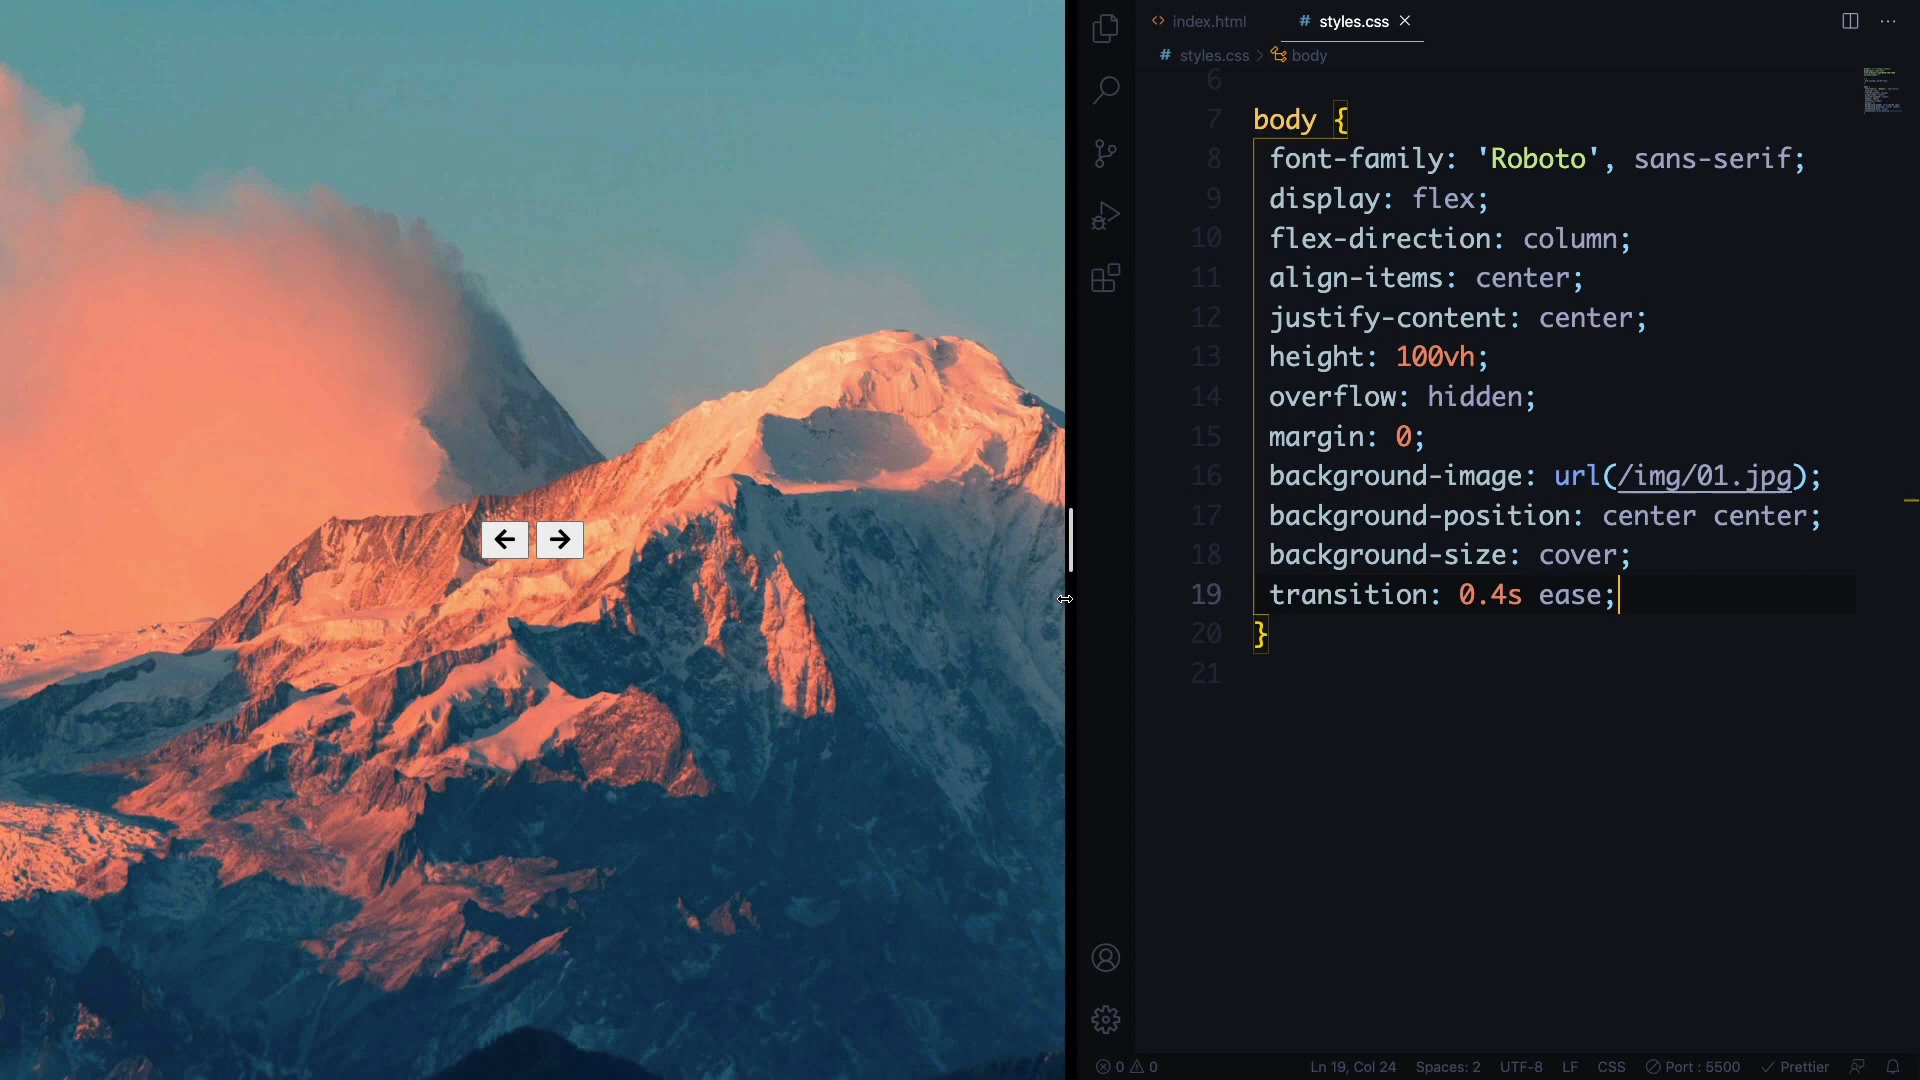 index.html
# styles.css
# styles.css > body
6
7 body {
8 font-family: 'Roboto', sans-serif;
9 display: flex;
10 flex-direction: column;
11 align-items: center;
12 justify-content: center;
13 height: 100vh;
14 overflow: hidden;
15 margin: 0;
16 background-image: url(/img/01.jpg);
17 background-position: center center;
18 background-size: cover;
19 transition: 0.4s ease;
20 }
21
0 0 Ln 19, Col 24 Spaces: 2 UTF-8 LF CSS Port : 5500 Prettier